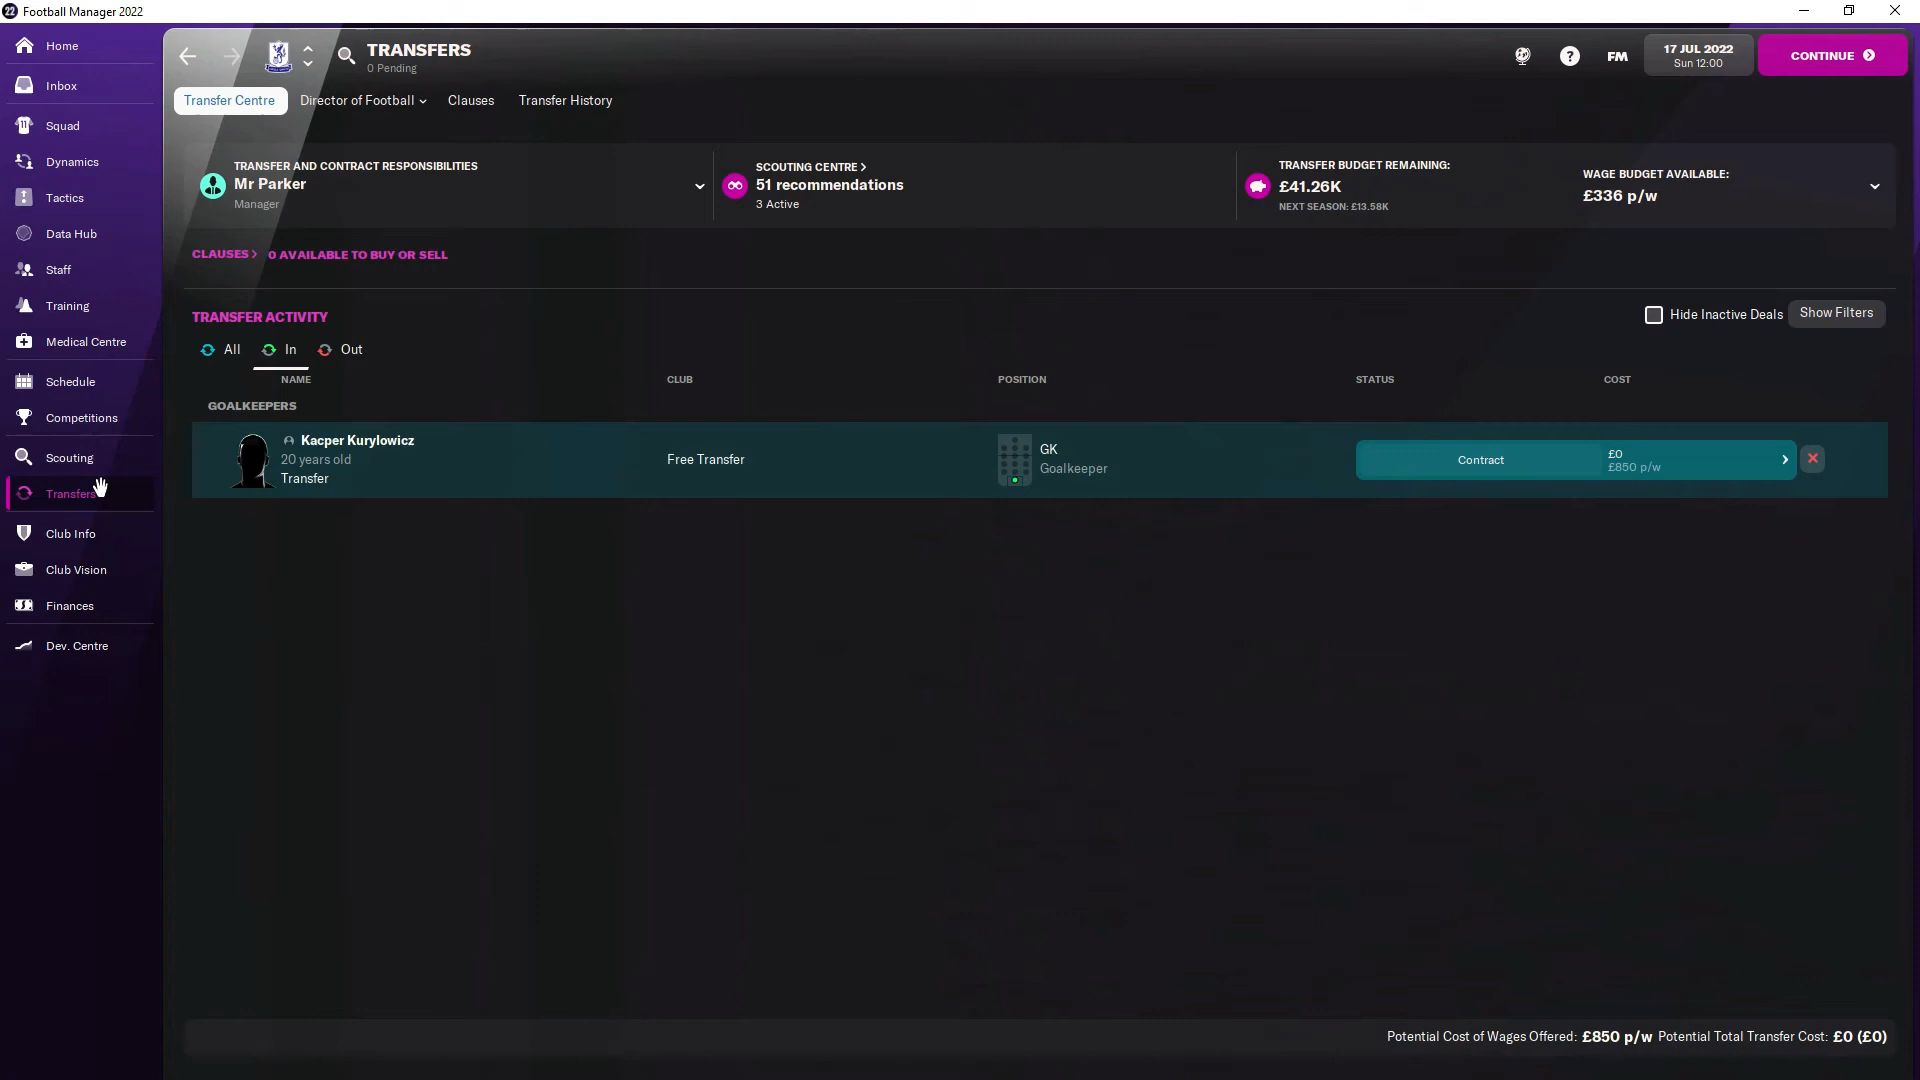 22 Football Manager 2022
Home
Inbox
Squad
Dynamics
Tactics
Data Hub
Staff
Training
Medical Centre
Schedule
Competitions
Scouting
Transfers
Club Info
Club Vision
Finances
Dev. Centre
TRANSFERS
0 Pending
FM
17 JUL 2022
Sun 12:00
CONTINUE
Transfer Centre
Director of Football
Clauses
Transfer History
TRANSFER AND CONTRACT RESPONSIBILITIES
Mr Parker
Manager
SCOUTING CENTRE >
51 recommendations
3 Active
TRANSFER BUDGET REMAINING:
£41.26K
NEXT SEASON: £13.58K
WAGE BUDGET AVAILABLE:
£336 p/w
CLAUSES > 0 AVAILABLE TO BUY OR SELL
TRANSFER ACTIVITY
Hide Inactive Deals
Show Filters
All
In
Out
NAME
CLUB
POSITION
STATUS
COST
GOALKEEPERS
Kacper Kurylowicz
20 years old
Transfer
Free Transfer
GK
Goalkeeper
Contract
£0
£850 p/w
Potential Cost of Wages Offered: £850 p/w Potential Total Transfer Cost: £0 (£0)